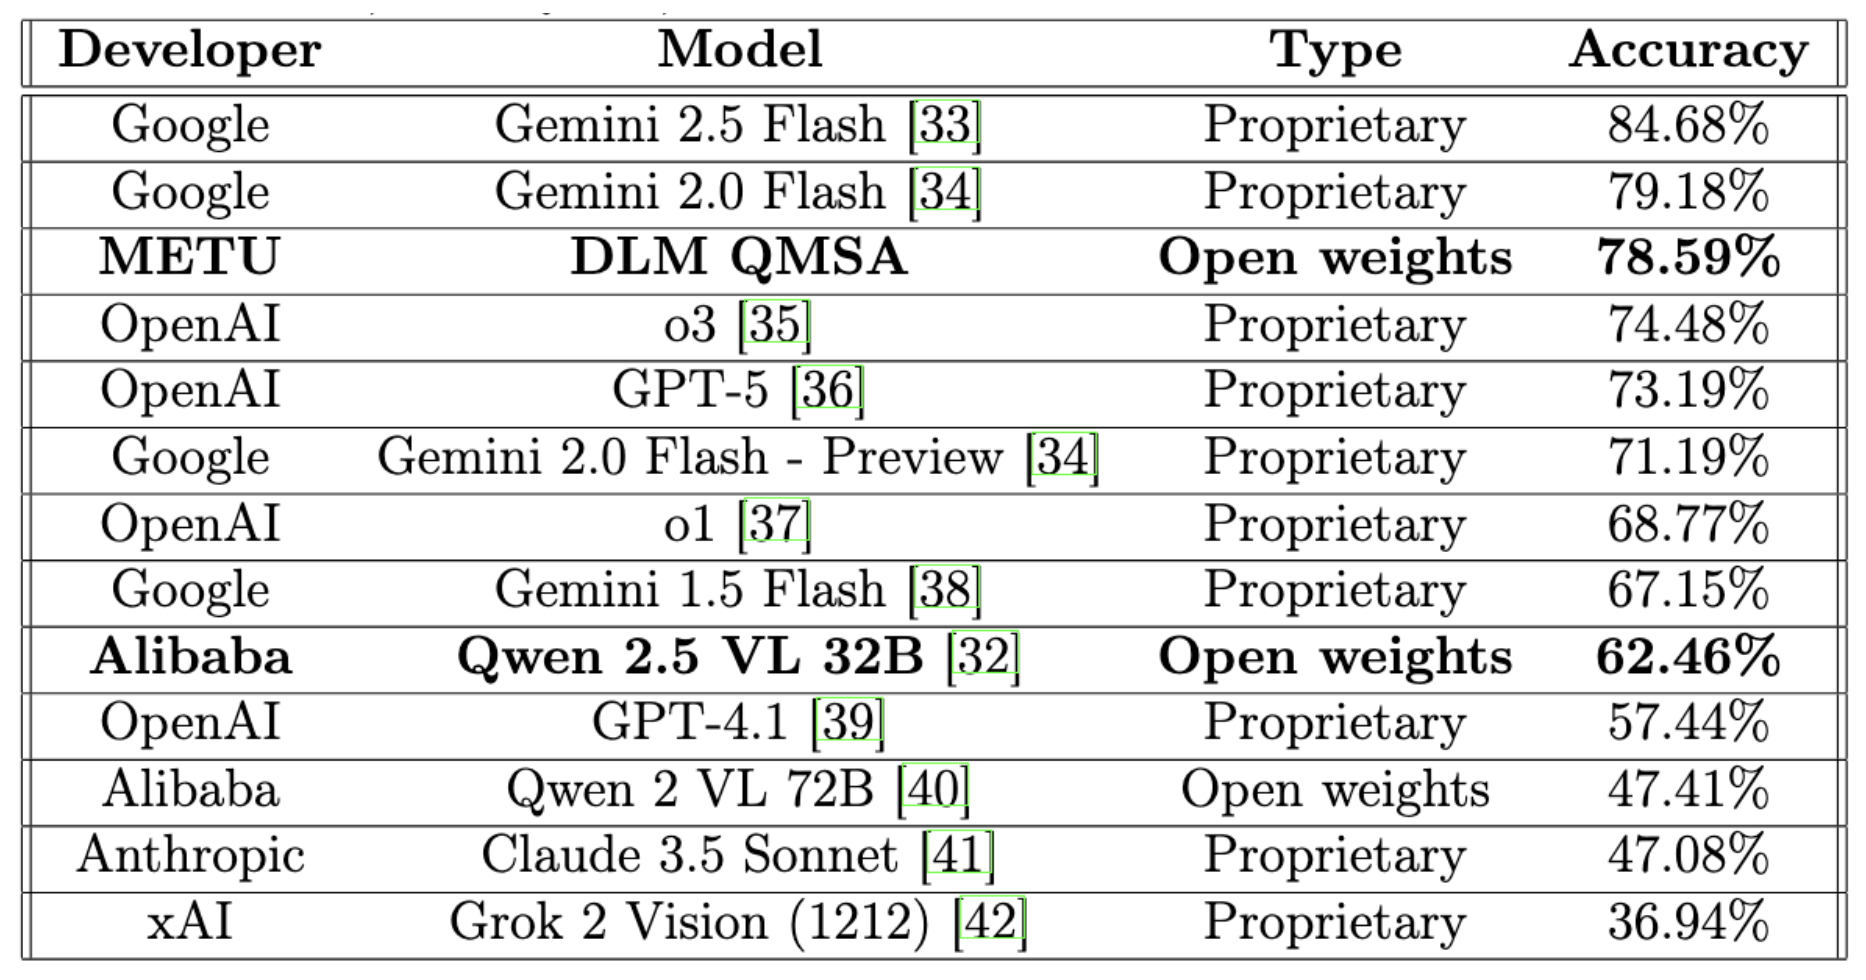 Developer Model Type Accuracy
Google Gemini 2.5 Flash [33] Proprietary 84.68%
Google Gemini 2.0 Flash [34] Proprietary 79.18%
METU DLM QMSA Open weights 78.59%
OpenAI o3 [35] Proprietary 74.48%
OpenAI GPT-5 [36] Proprietary 73.19%
Google Gemini 2.0 Flash - Preview [34] Proprietary 71.19%
OpenAI o1 [37] Proprietary 68.77%
Google Gemini 1.5 Flash [38] Proprietary 67.15%
Alibaba Qwen 2.5 VL 32B [32] Open weights 62.46%
OpenAI GPT-4.1 [39] Proprietary 57.44%
Alibaba Qwen 2 VL 72B [40] Open weights 47.41%
Anthropic Claude 3.5 Sonnet [41] Proprietary 47.08%
xAI Grok 2 Vision (1212) [42] Proprietary 36.94%